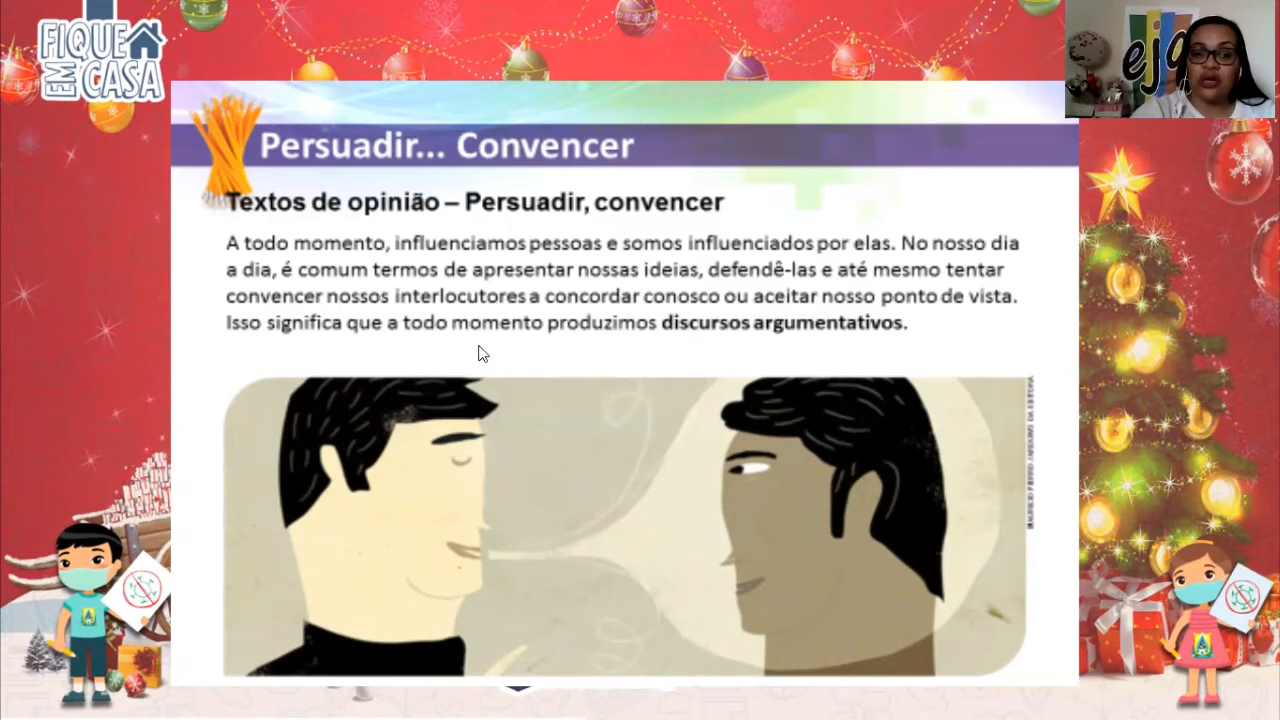 FIQUE
EM
CASA
eja
Persuadir... Convencer
Textos de opinião – Persuadir, convencer
A todo momento, influenciamos pessoas e somos influenciados por elas. No nosso dia
a dia, é comum termos de apresentar nossas ideias, defendê-las e até mesmo tentar
convencer nossos interlocutores a concordar conosco ou aceitar nosso ponto de vista.
Isso significa que a todo momento produzimos discursos argumentativos.